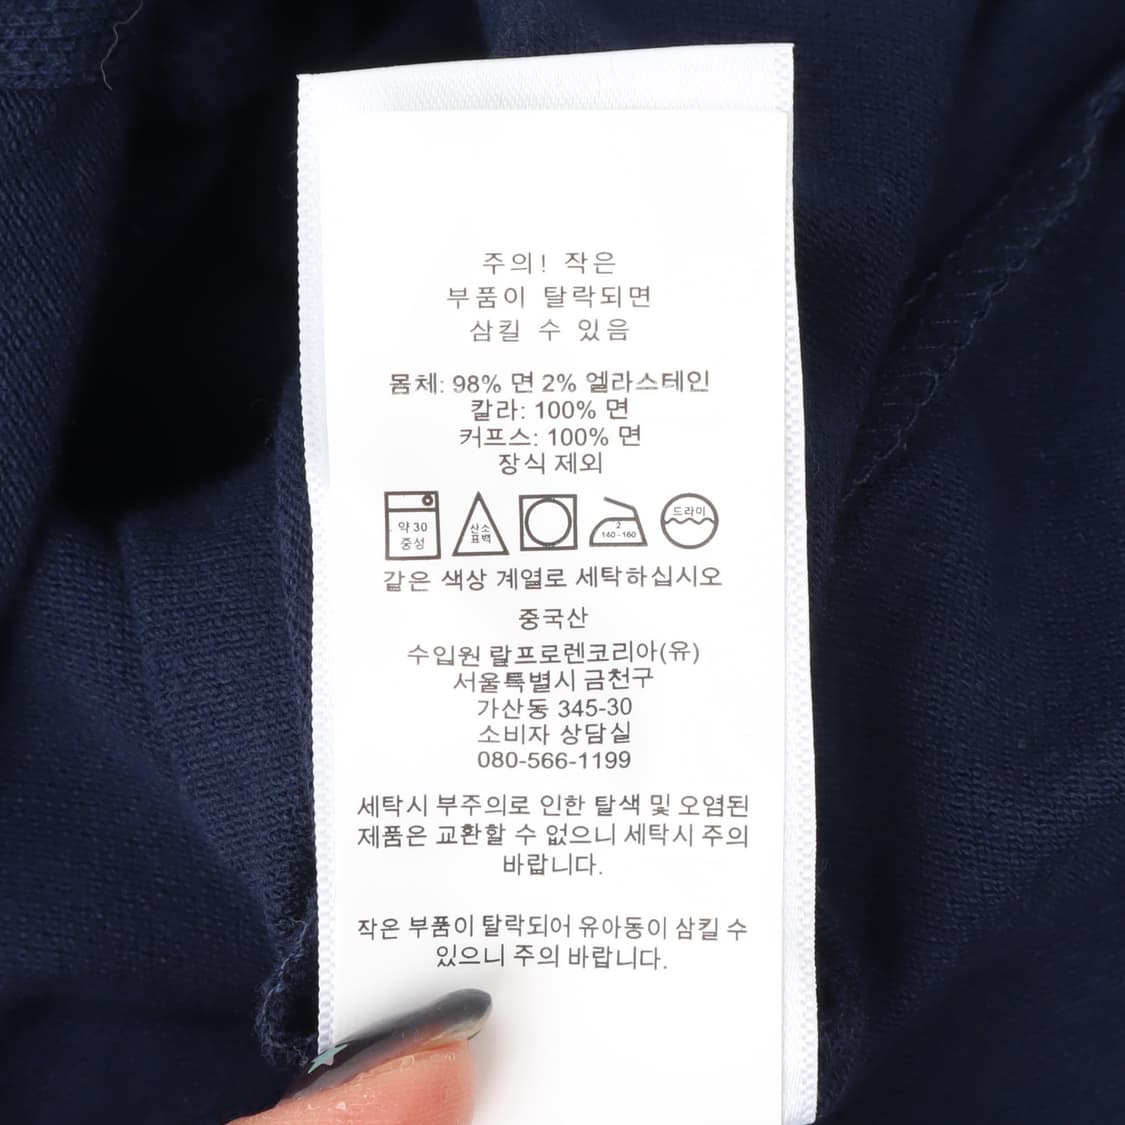 주의! 작은
부품이 탈락되면
삼킬 수 있음
몸체: 98% 면 2% 엘라스테인
칼라: 100% 면
커프스: 100% 면
장식 제외
약 30
중성
산소
표백
2
140~160
드라이
같은 색상 계열로 세탁하십시오
중국산
수입원 랄프로렌코리아(유)
서울특별시 금천구
가산동 345-30
소비자 상담실
080-566-1199
세탁시 부주의로 인한 탈색 및 오염된
제품은 교환할 수 없으니 세탁시 주의
바랍니다.
작은 부품이 탈락되어 유아동이 삼킬 수
있으니 주의 바랍니다.